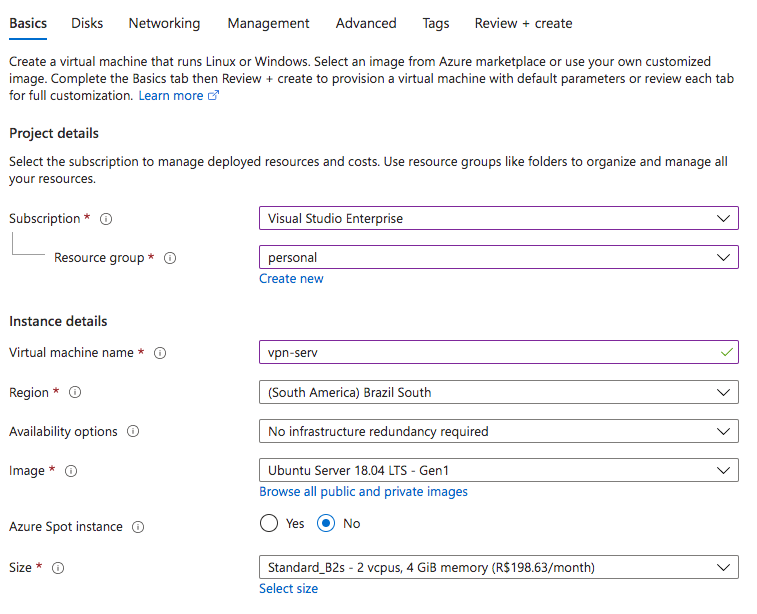 Basics Disks Networking Management Advanced Tags Review + create
Create a virtual machine that runs Linux or Windows. Select an image from Azure marketplace or use your own customized
image. Complete the Basics tab then Review + create to provision a virtual machine with default parameters or review each tab
for full customization. Learn more
Project details
Select the subscription to manage deployed resources and costs. Use resource groups like folders to organize and manage all
your resources.
Subscription * Visual Studio Enterprise
Resource group * personal
Create new
Instance details
Virtual machine name * vpn-serv
Region * (South America) Brazil South
Availability options No infrastructure redundancy required
Image * Ubuntu Server 18.04 LTS - Gen1
Browse all public and private images
Azure Spot instance Yes No
Size * Standard_B2s - 2 vcpus, 4 GiB memory (R$198.63/month)
Select size